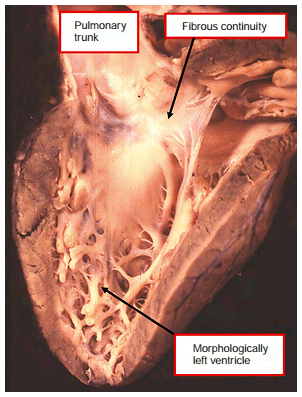 Pulmonary
trunk
Fibrous continuity
Morphologically
left ventricle